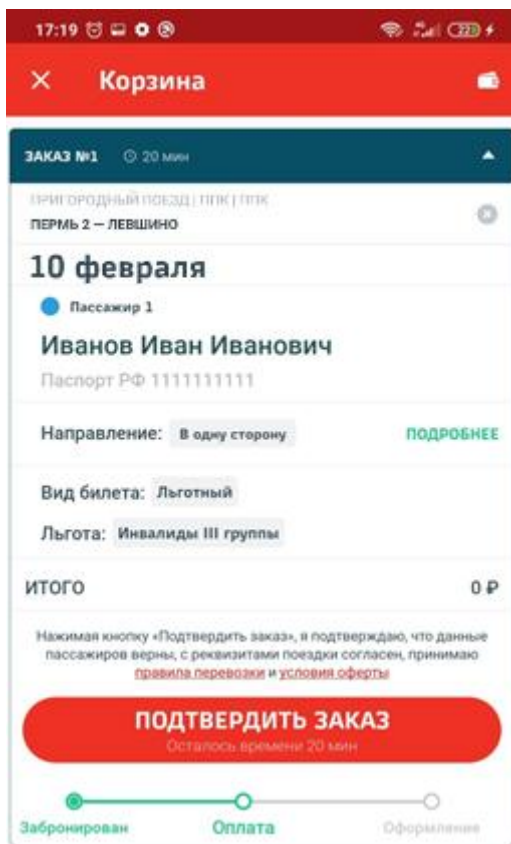 17:19
Корзина
ЗАКАЗ №1 20 мин
ПРИГОРОДНЫЙ ПОЕЗД | ППК | ППК
ПЕРМЬ 2 — ЛЕВШИНО
10 февраля
Пассажир 1
Иванов Иван Иванович
Паспорт РФ 1111111111
Направление: В одну сторону ПОДРОБНЕЕ
Вид билета: Льготный
Льгота: Инвалиды III группы
ИТОГО 0 ₽
Нажимая кнопку «Подтвердить заказ», я подтверждаю, что данные
пассажиров верны, с реквизитами поездки согласен, принимаю
правила перевозки и условия оферты
ПОДТВЕРДИТЬ ЗАКАЗ
Осталось времени 20 мин
Забронирован Оплата Оформление